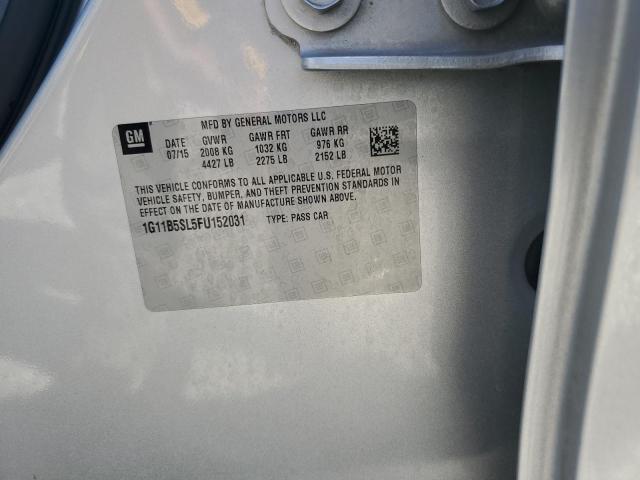 MFD BY GENERAL MOTORS LLC
GM
DATE GVWR GAWR FRT GAWR RR
07/15 2008 KG 1032 KG 976 KG
4427 LB 2275 LB 2152 LB
THIS VEHICLE CONFORMS TO ALL APPLICABLE U.S. FEDERAL MOTOR
VEHICLE SAFETY, BUMPER, AND THEFT PREVENTION STANDARDS IN
EFFECT ON THE DATE OF MANUFACTURE SHOWN ABOVE.
1G11B5SL5FU152031 TYPE: PASS CAR